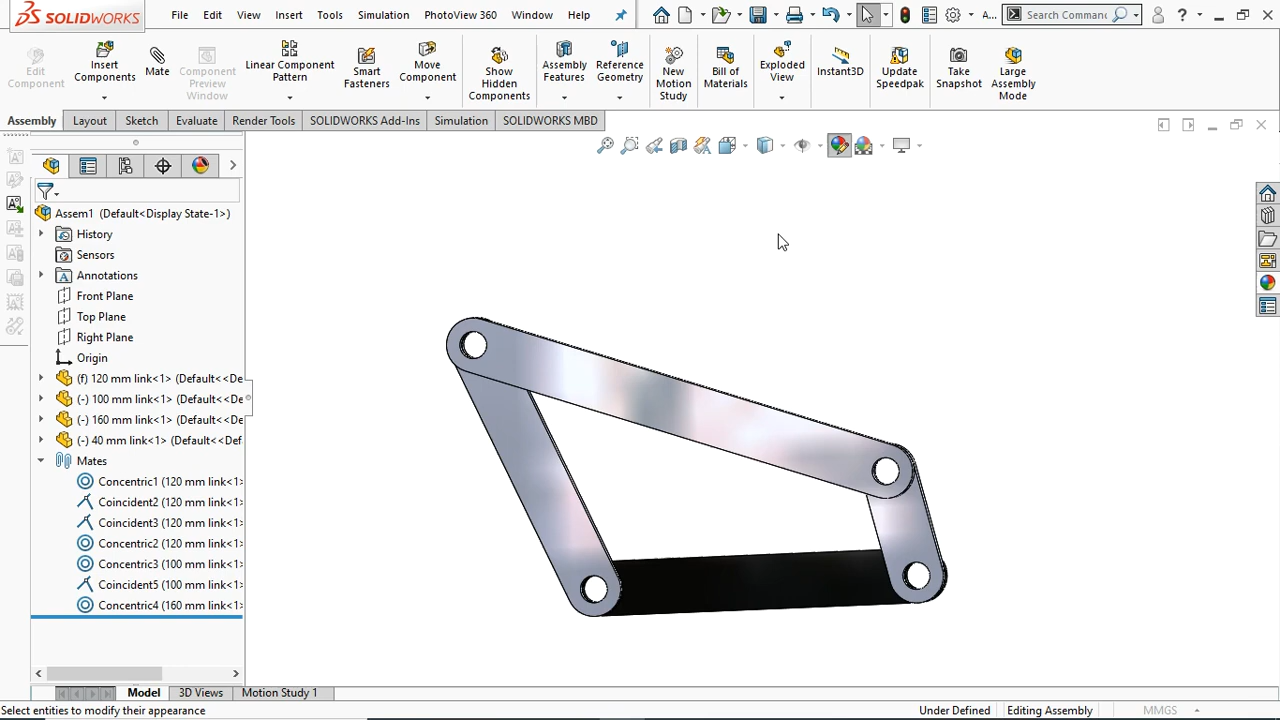 SOLIDWORKS
File Edit View Insert Tools Simulation PhotoView 360 Window Help A... Search Command ?
Edit Component
Insert Components
Mate
Component Preview Window
Linear Component Pattern
Smart Fasteners
Move Component
Show Hidden Components
Assembly Features
Reference Geometry
New Motion Study
Bill of Materials
Exploded View
Instant3D
Update Speedpak
Take Snapshot
Large Assembly Mode
Assembly Layout Sketch Evaluate Render Tools SOLIDWORKS Add-Ins Simulation SOLIDWORKS MBD
Assem1 (Default<Display State-1>)
History
Sensors
Annotations
Front Plane
Top Plane
Right Plane
Origin
(f) 120 mm link<1> (Default<<De
(-) 100 mm link<1> (Default<<De
(-) 160 mm link<1> (Default<<De
(-) 40 mm link<1> (Default<<Def
Mates
Concentric1 (120 mm link<1>
Coincident2 (120 mm link<1>
Coincident3 (120 mm link<1>
Concentric2 (120 mm link<1>
Concentric3 (100 mm link<1>
Coincident5 (100 mm link<1>
Concentric4 (160 mm link<1>
Model 3D Views Motion Study 1
Select entities to modify their appearance Under Defined Editing Assembly MMGS